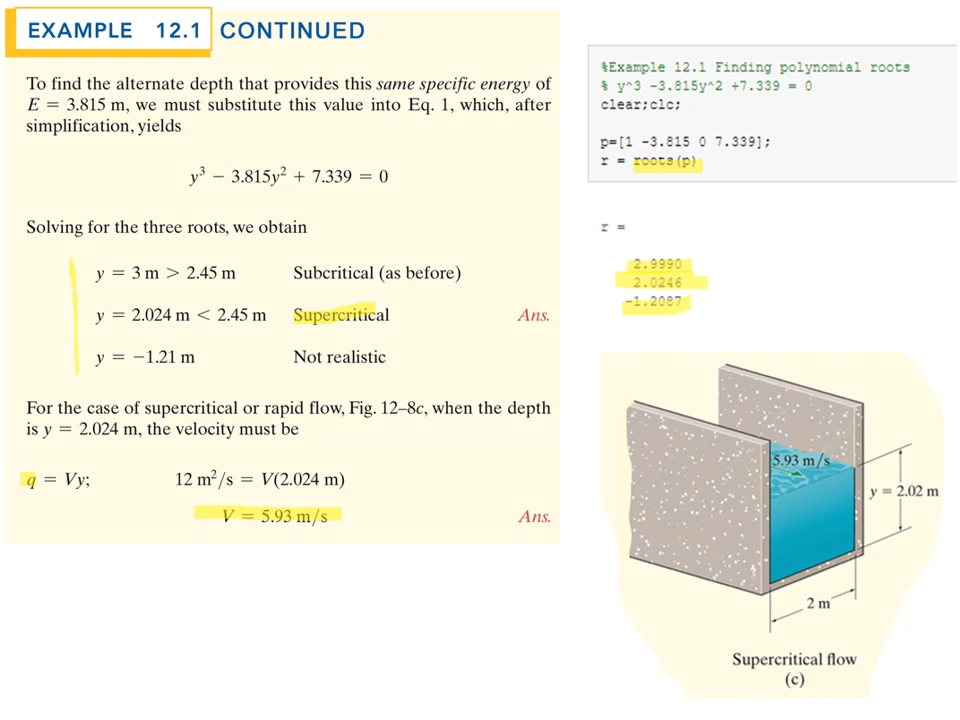 EXAMPLE 12.1 CONTINUED
To find the alternate depth that provides this same specific energy of
E = 3.815 m, we must substitute this value into Eq. 1, which, after
simplification, yields
y³ − 3.815y² + 7.339 = 0
Solving for the three roots, we obtain
y = 3 m > 2.45 m Subcritical (as before)
y = 2.024 m < 2.45 m Supercritical Ans.
y = −1.21 m Not realistic
For the case of supercritical or rapid flow, Fig. 12–8c, when the depth
is y = 2.024 m, the velocity must be
q = Vy; 12 m²/s = V(2.024 m)
V = 5.93 m/s Ans.
%Example 12.1 Finding polynomial roots
% y^3 -3.815y^2 +7.339 = 0
clear;clc;
p=[1 -3.815 0 7.339];
r = roots(p)
r =
2.9990
2.0246
-1.2087
5.93 m/s
y = 2.02 m
2 m
Supercritical flow
(c)